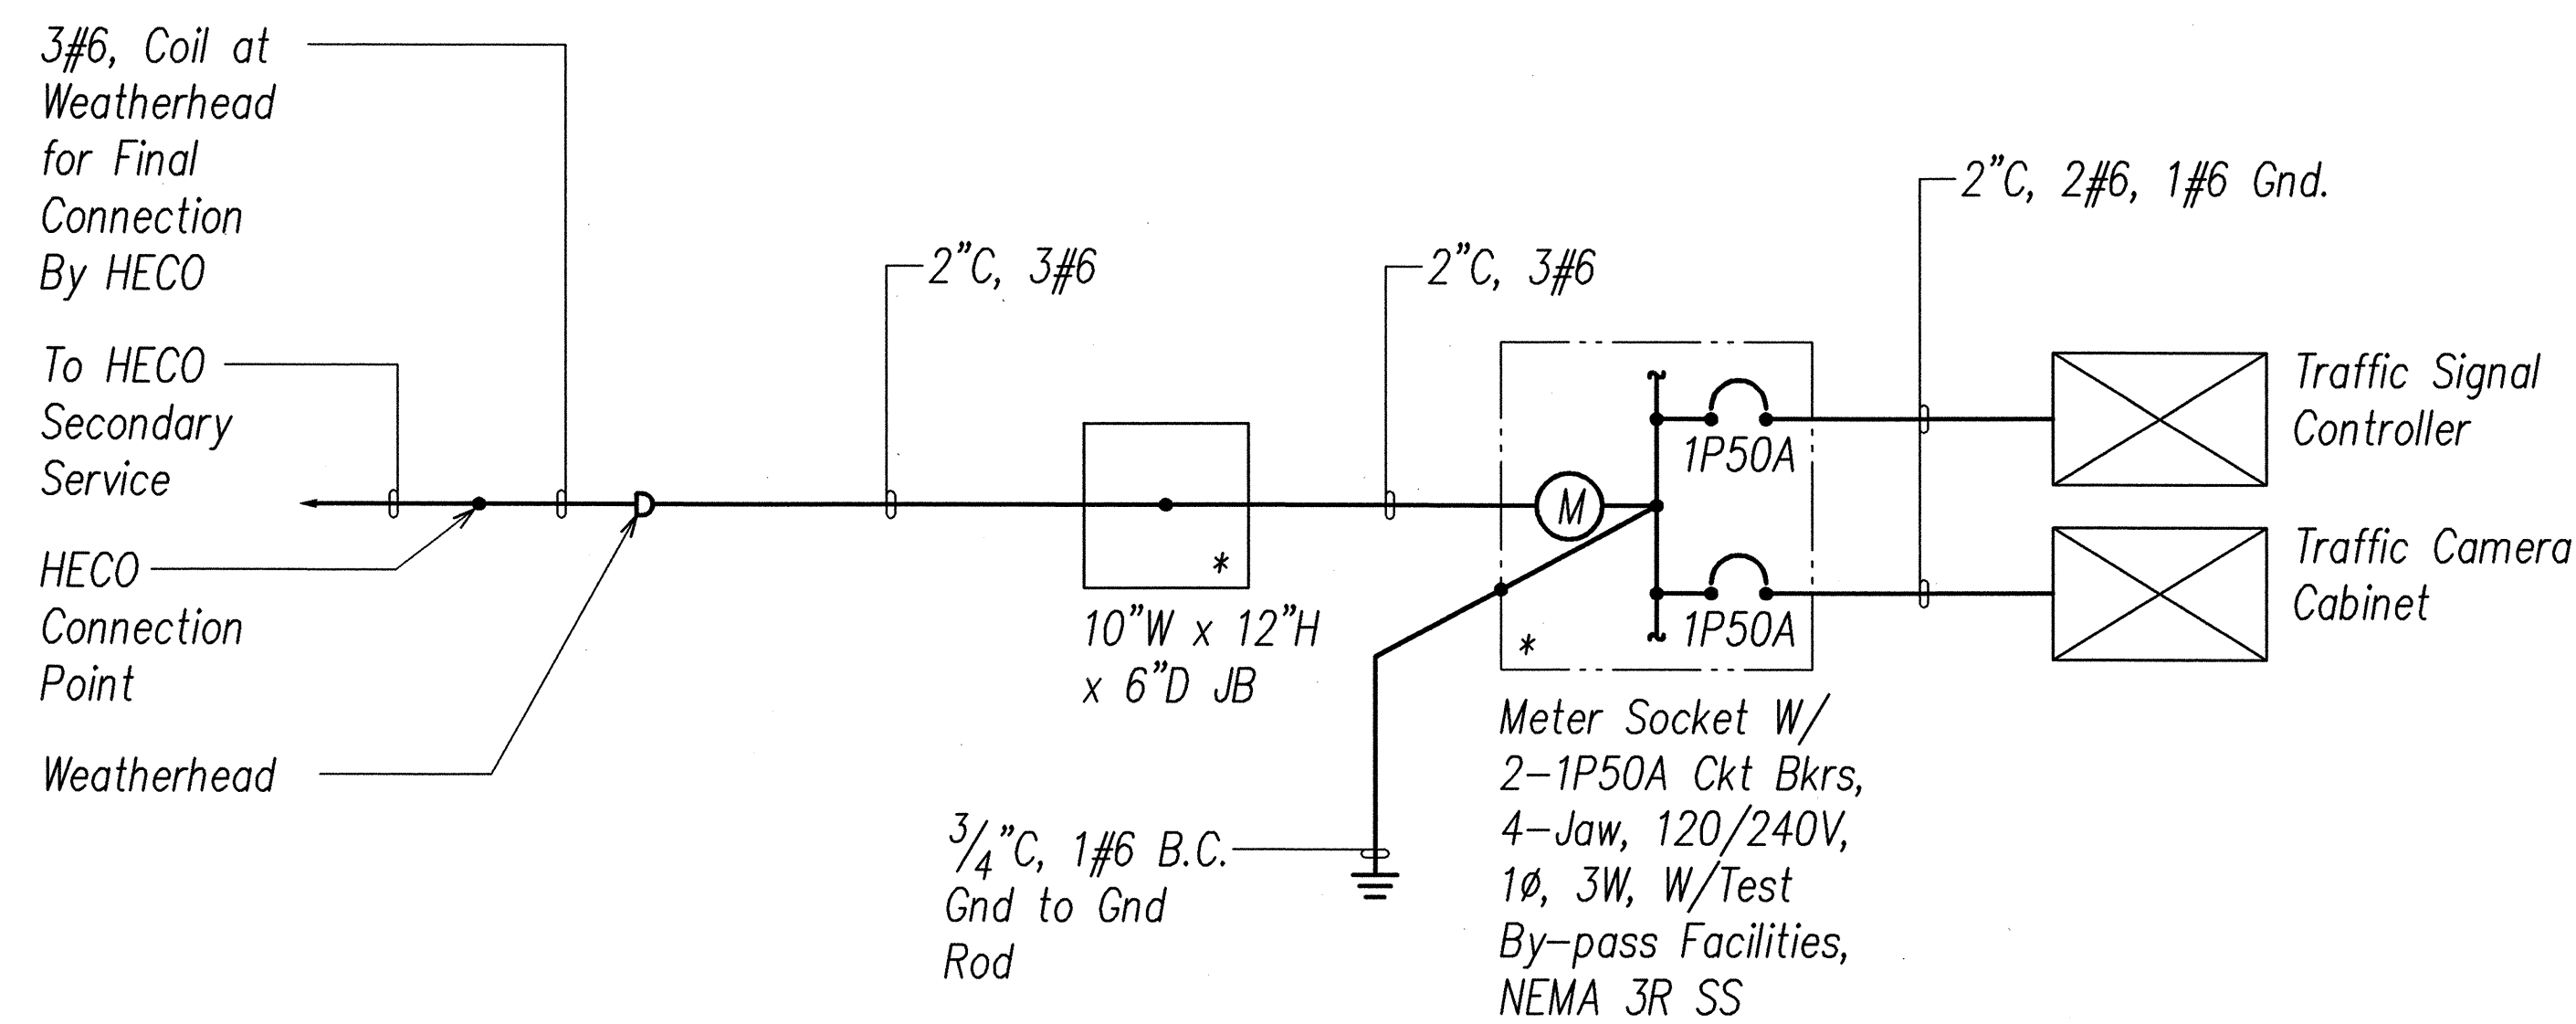 3#6, Coil at
Weatherhead
for Final
Connection
By HECO
To HECO
Secondary
Service
HECO
Connection
Point
Weatherhead
2"C, 3#6
10"W x 12"H
x 6"D JB
*
2"C, 3#6
3/4"C, 1#6 B.C.
Gnd to Gnd
Rod
M
1P50A
1P50A
*
Meter Socket W/
2-1P50A Ckt Bkrs,
4-Jaw, 120/240V,
1ø, 3W, W/Test
By-pass Facilities,
NEMA 3R SS
2"C, 2#6, 1#6 Gnd.
Traffic Signal
Controller
Traffic Camera
Cabinet